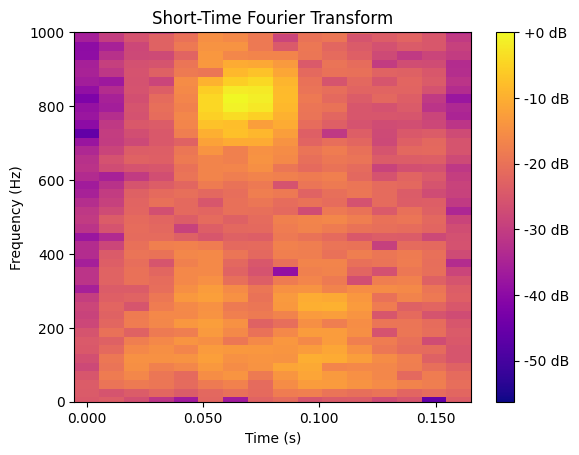 Short-Time Fourier Transform
Frequency (Hz)
1000
800
600
400
200
0
0.000
0.050
0.100
0.150
Time (s)
+0 dB
-10 dB
-20 dB
-30 dB
-40 dB
-50 dB